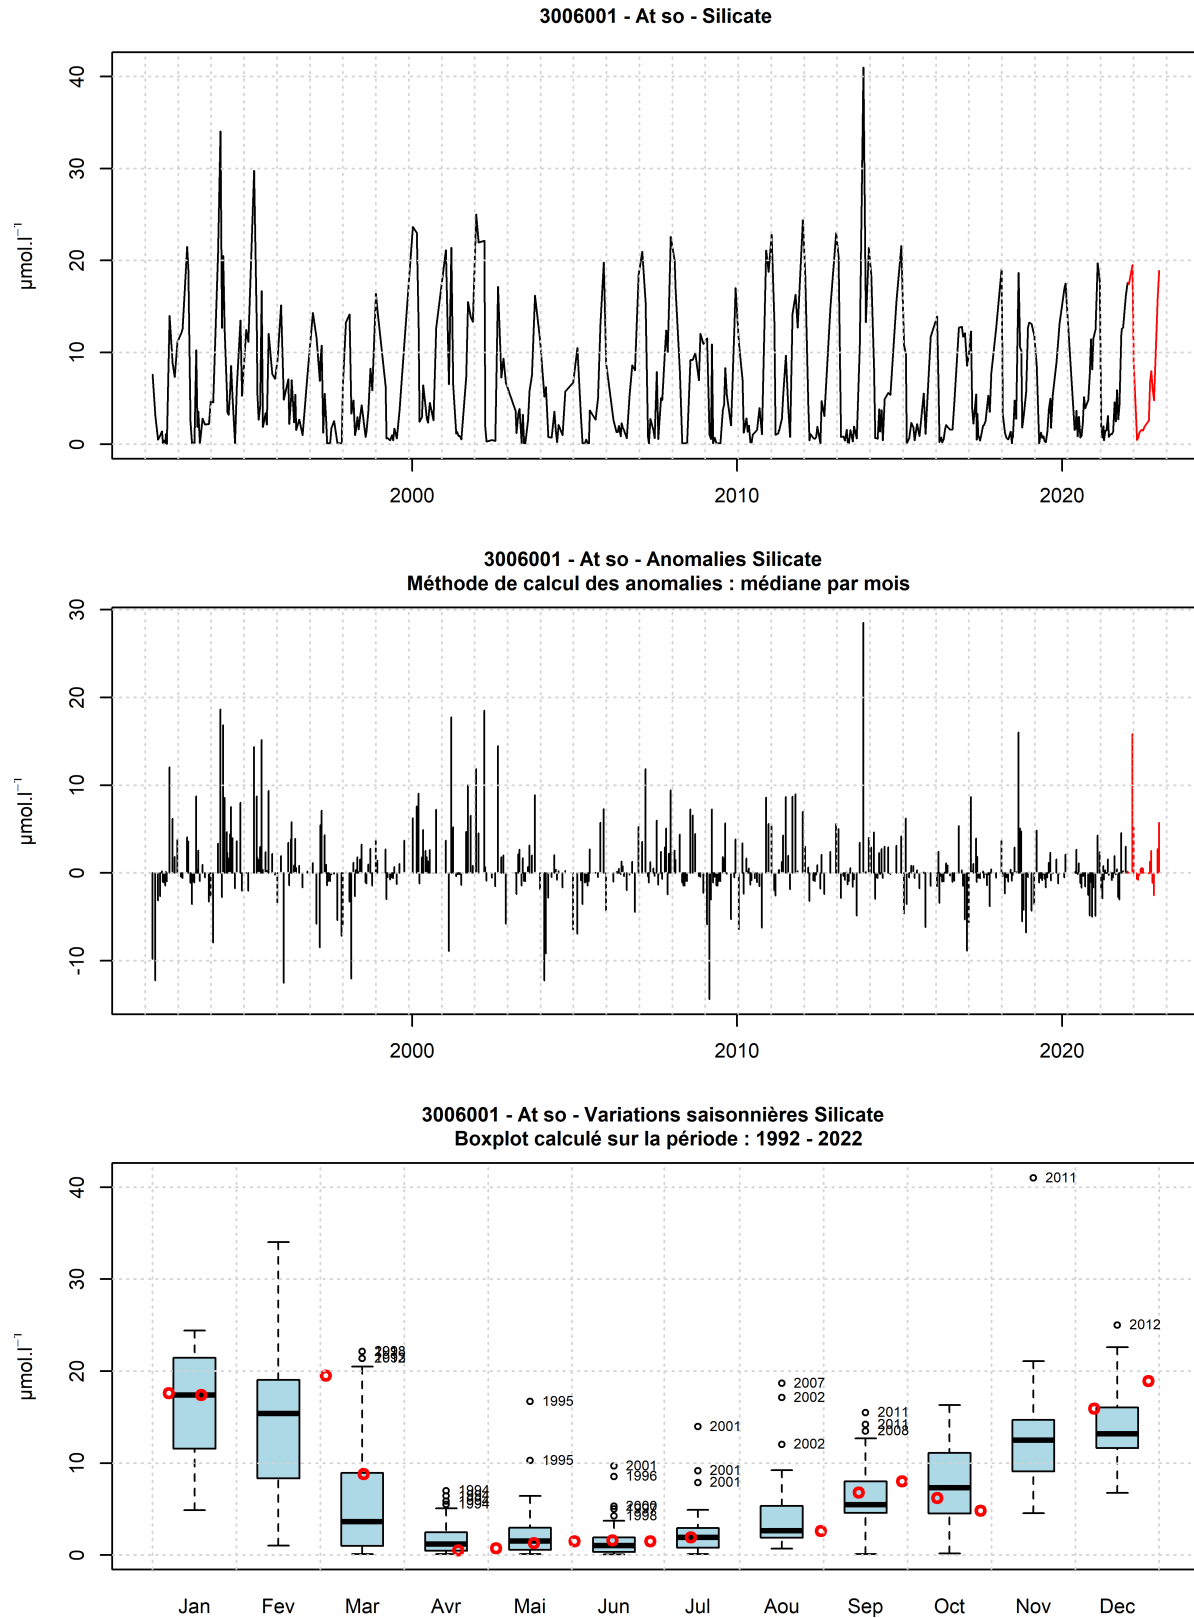 3006001 - At so - Silicate
40
30
20
10
0
µmol.l⁻¹
2000
2010
2020
3006001 - At so - Anomalies Silicate
Méthode de calcul des anomalies : médiane par mois
30
20
10
0
-10
µmol.l⁻¹
2000
2010
2020
3006001 - At so - Variations saisonnières Silicate
Boxplot calculé sur la période : 1992 - 2022
40
30
20
10
0
µmol.l⁻¹
1995
1995
2001
1996
2000
1998
2001
2001
2001
2007
2002
2002
2011
2011
2008
2011
2012
Jan
Fev
Mar
Avr
Mai
Jun
Jul
Aou
Sep
Oct
Nov
Dec